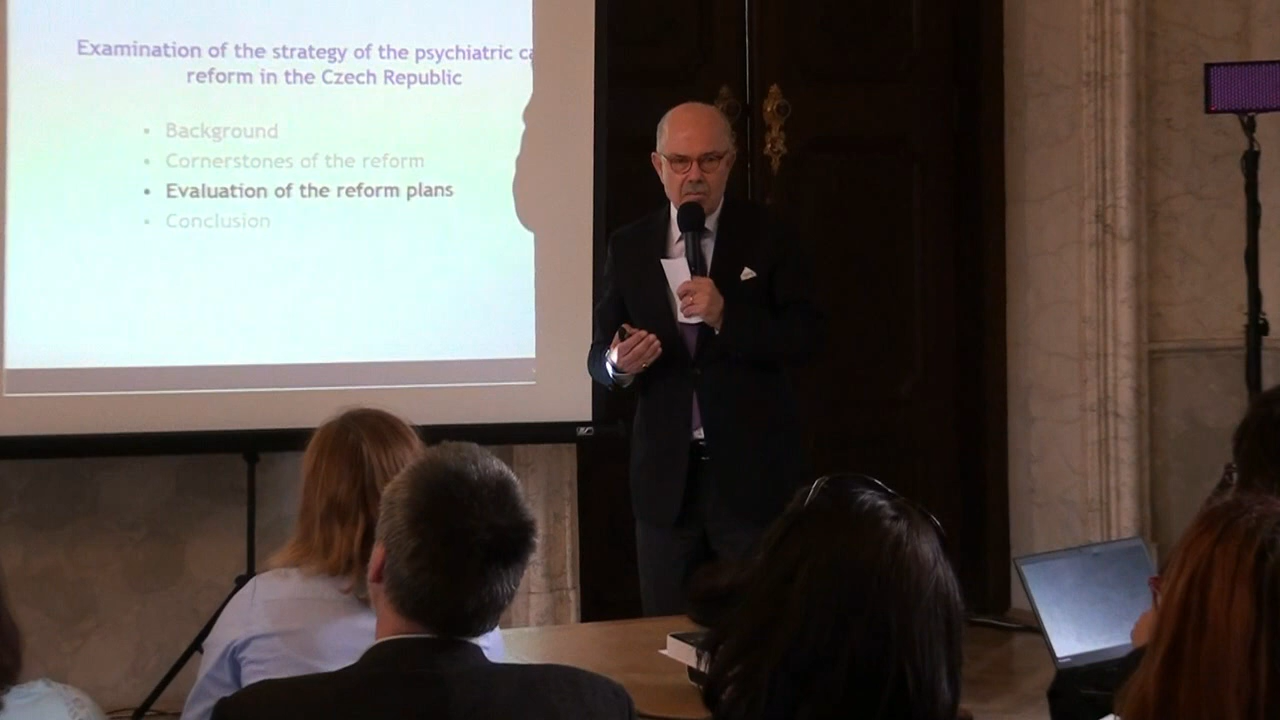 Examination of the strategy of the psychiatric ca
reform in the Czech Republic
Background
Cornerstones of the reform
Evaluation of the reform plans
Conclusion